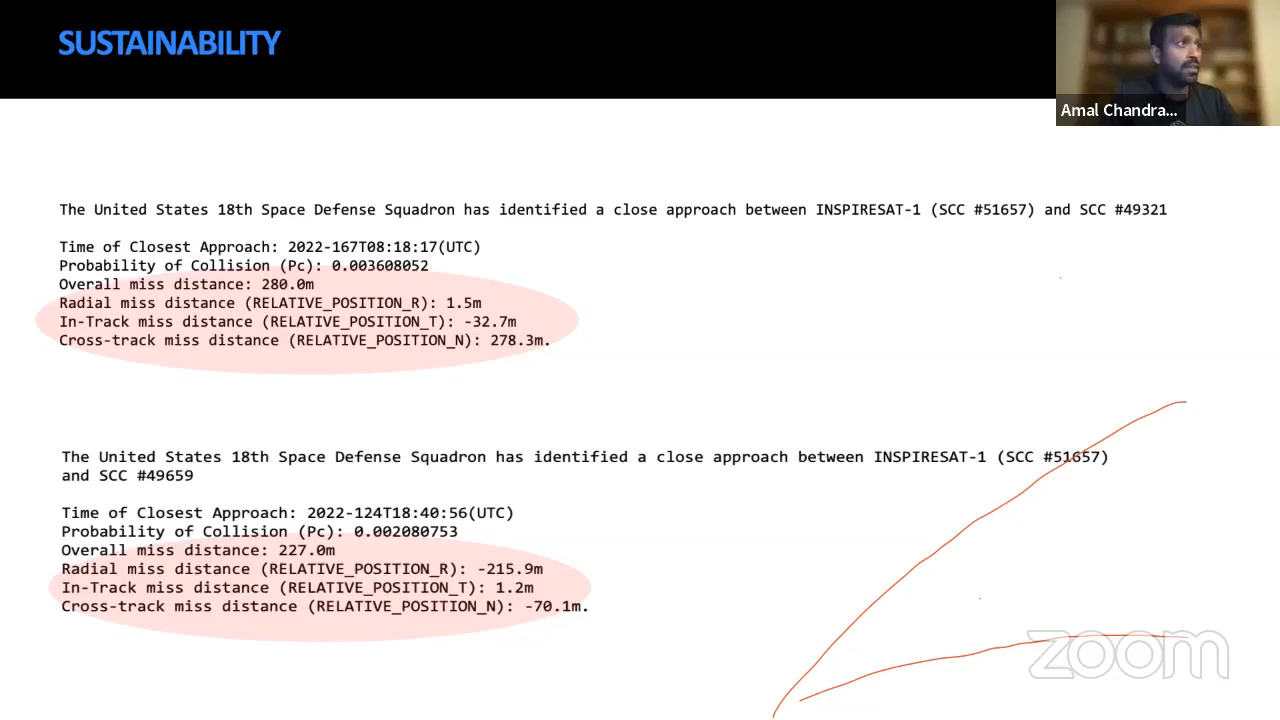 SUSTAINABILITY
Amal Chandra...
The United States 18th Space Defense Squadron has identified a close approach between INSPIRESAT-1 (SCC #51657) and SCC #49321
Time of Closest Approach: 2022-167T08:18:17(UTC)
Probability of Collision (Pc): 0.003608052
Overall miss distance: 280.0m
Radial miss distance (RELATIVE_POSITION_R): 1.5m
In-Track miss distance (RELATIVE_POSITION_T): -32.7m
Cross-track miss distance (RELATIVE_POSITION_N): 278.3m.
The United States 18th Space Defense Squadron has identified a close approach between INSPIRESAT-1 (SCC #51657)
and SCC #49659
Time of Closest Approach: 2022-124T18:40:56(UTC)
Probability of Collision (Pc): 0.002080753
Overall miss distance: 227.0m
Radial miss distance (RELATIVE_POSITION_R): -215.9m
In-Track miss distance (RELATIVE_POSITION_T): 1.2m
Cross-track miss distance (RELATIVE_POSITION_N): -70.1m.
zoom